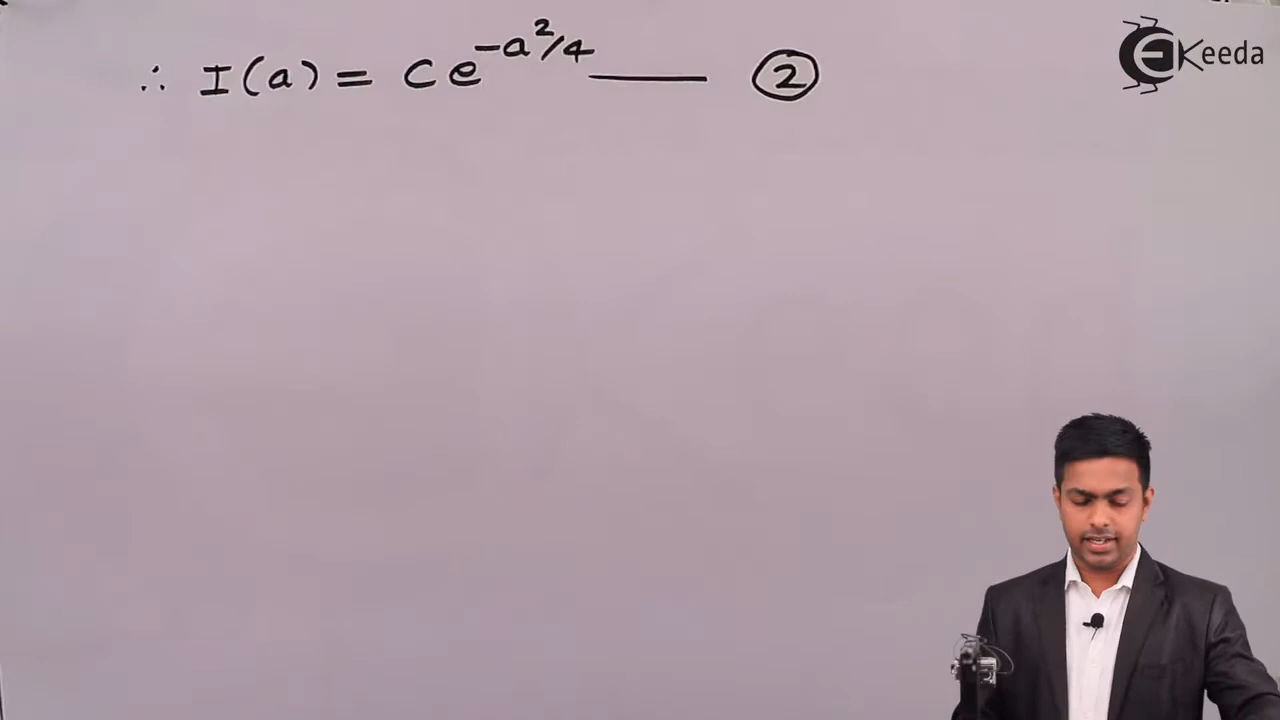 ∴ I(a) = Ce^{-a²/4} —— ②
EKeeda